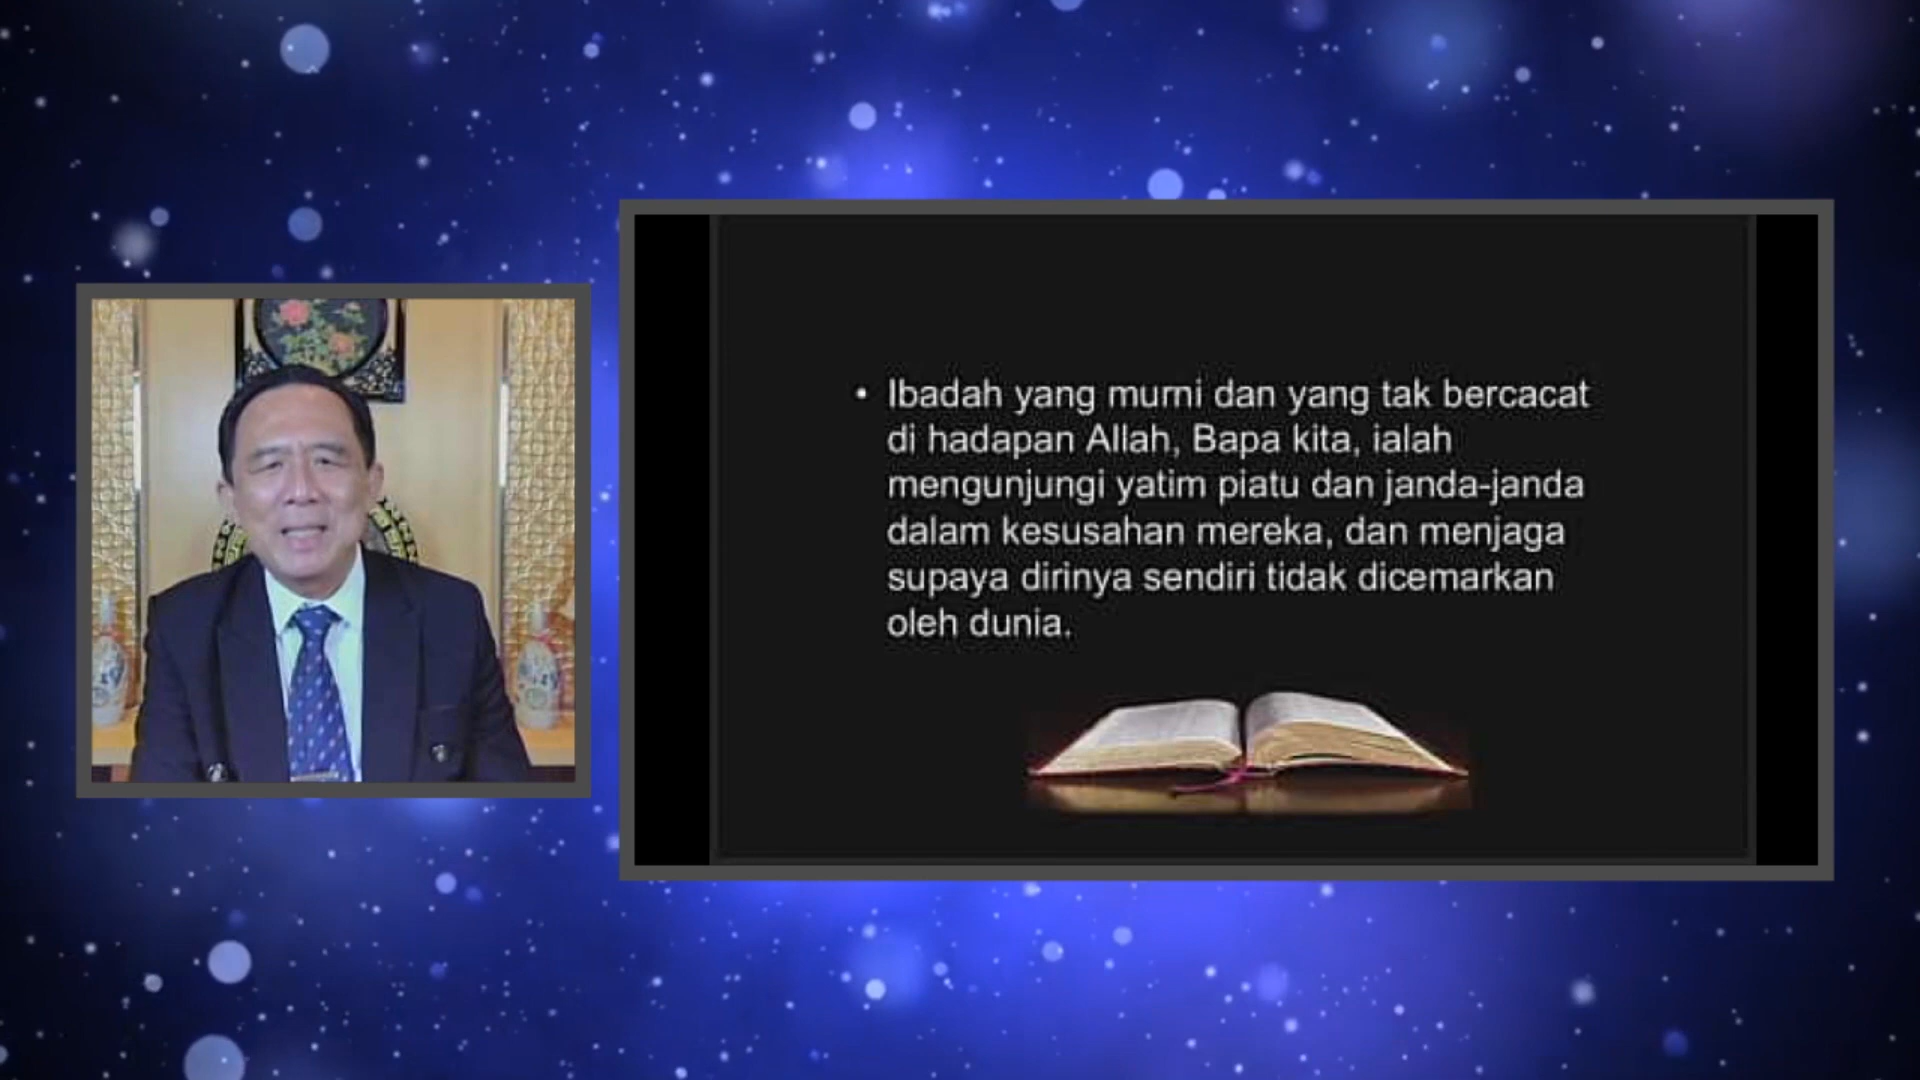 • Ibadah yang murni dan yang tak bercacat
di hadapan Allah, Bapa kita, ialah
mengunjungi yatim piatu dan janda-janda
dalam kesusahan mereka, dan menjaga
supaya dirinya sendiri tidak dicemarkan
oleh dunia.